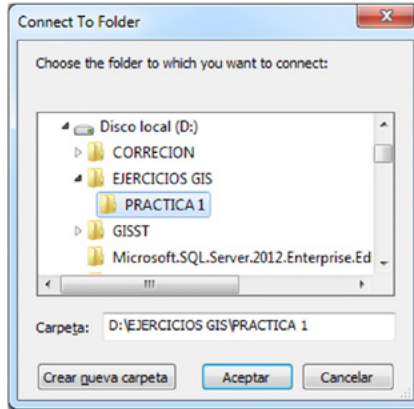 Connect To Folder
Choose the folder to which you want to connect:
Disco local (D:)
CORRECION
EJERCICIOS GIS
PRACTICA 1
GISST
Microsoft.SQL.Server.2012.Enterprise.Ed
Carpeta: D:\EJERCICIOS GIS\PRACTICA 1
Crear nueva carpeta Aceptar Cancelar